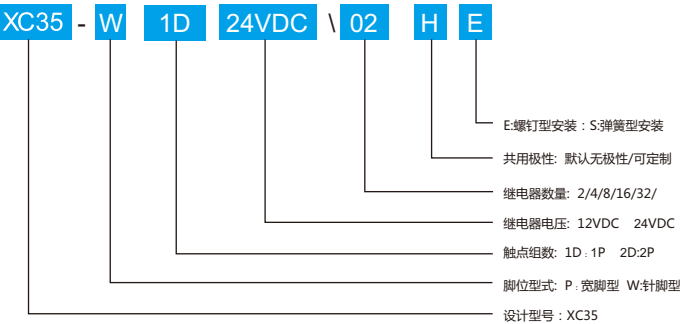 XC35 - W 1D 24VDC \ 02 H E
E:螺钉型安装：S:弹簧型安装
共用极性: 默认无极性/可定制
继电器数量: 2/4/8/16/32/
继电器电压: 12VDC 24VDC
触点组数: 1D：1P 2D:2P
脚位型式: P：宽脚型 W:针脚型
设计型号：XC35